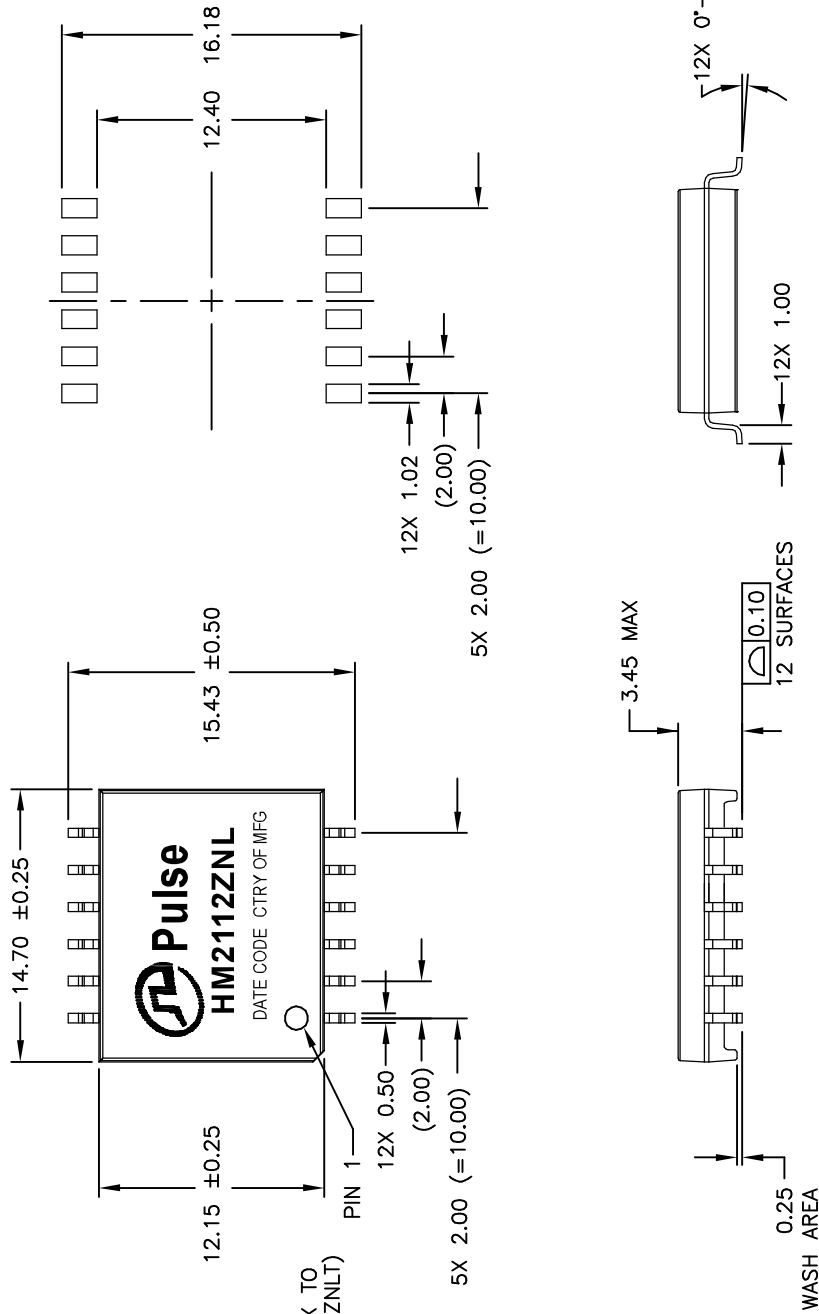 16.18
12.40
12X 1.02
(2.00)
5X 2.00 (=10.00)
12X 0°-
12X 1.00
14.70 ±0.25
15.43 ±0.50
12.15 ±0.25
Pulse
HM2112ZNL
DATE CODE CTRY OF MFG
PIN 1
12X 0.50
(2.00)
5X 2.00 (=10.00)
TO
ZNLT)
3.45 MAX
0.10
12 SURFACES
0.25
WASH AREA